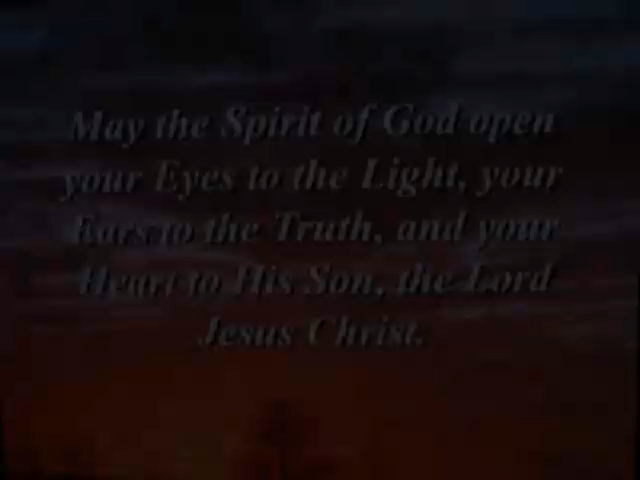 May the Spirit of God open
your Eyes to the Light, your
Ears to the Truth, and your
Heart to His Son, the Lord
Jesus Christ.